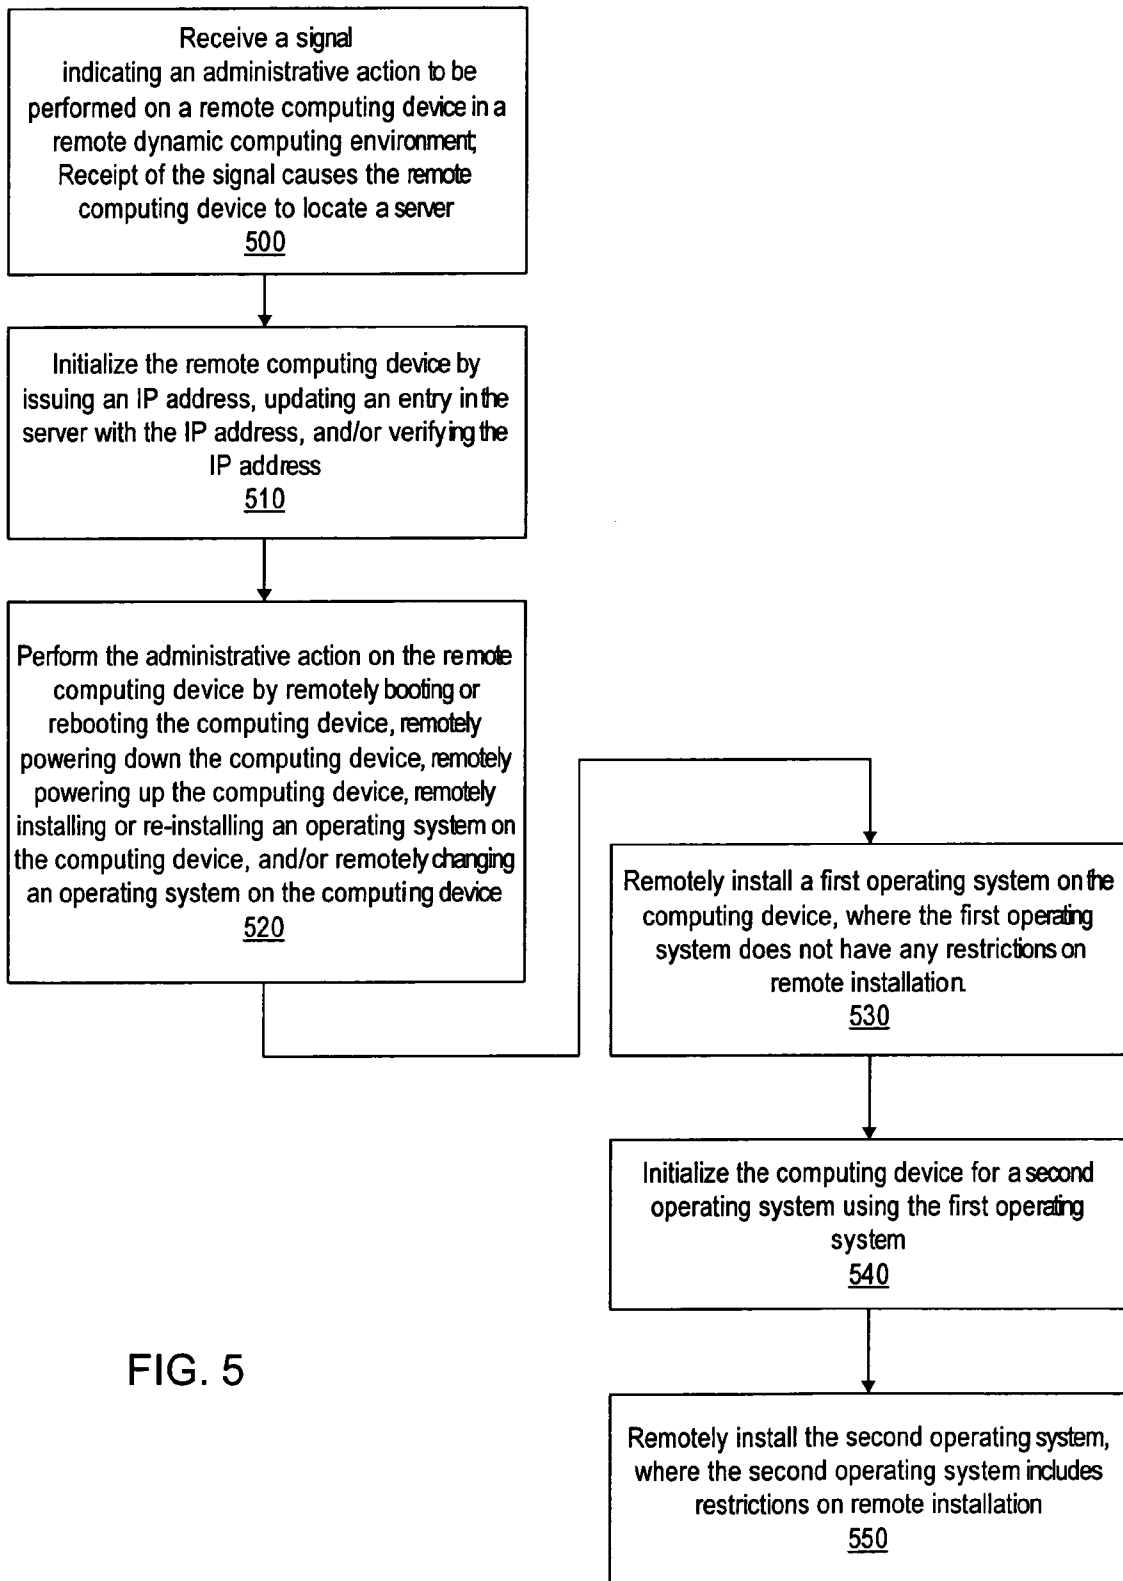 Receive a signal
indicating an administrative action to be
performed on a remote computing device in a
remote dynamic computing environment;
Receipt of the signal causes the remote
computing device to locate a server
500
Initialize the remote computing device by
issuing an IP address, updating an entry in the
server with the IP address, and/or verifying the
IP address
510
Perform the administrative action on the remote
computing device by remotely booting or
rebooting the computing device, remotely
powering down the computing device, remotely
powering up the computing device, remotely
installing or re-installing an operating system on
the computing device, and/or remotely changing
an operating system on the computing device
520
Remotely install a first operating system on the
computing device, where the first operating
system does not have any restrictions on
remote installation.
530
Initialize the computing device for a second
operating system using the first operating
system
540
Remotely install the second operating system,
where the second operating system includes
restrictions on remote installation
550
FIG. 5